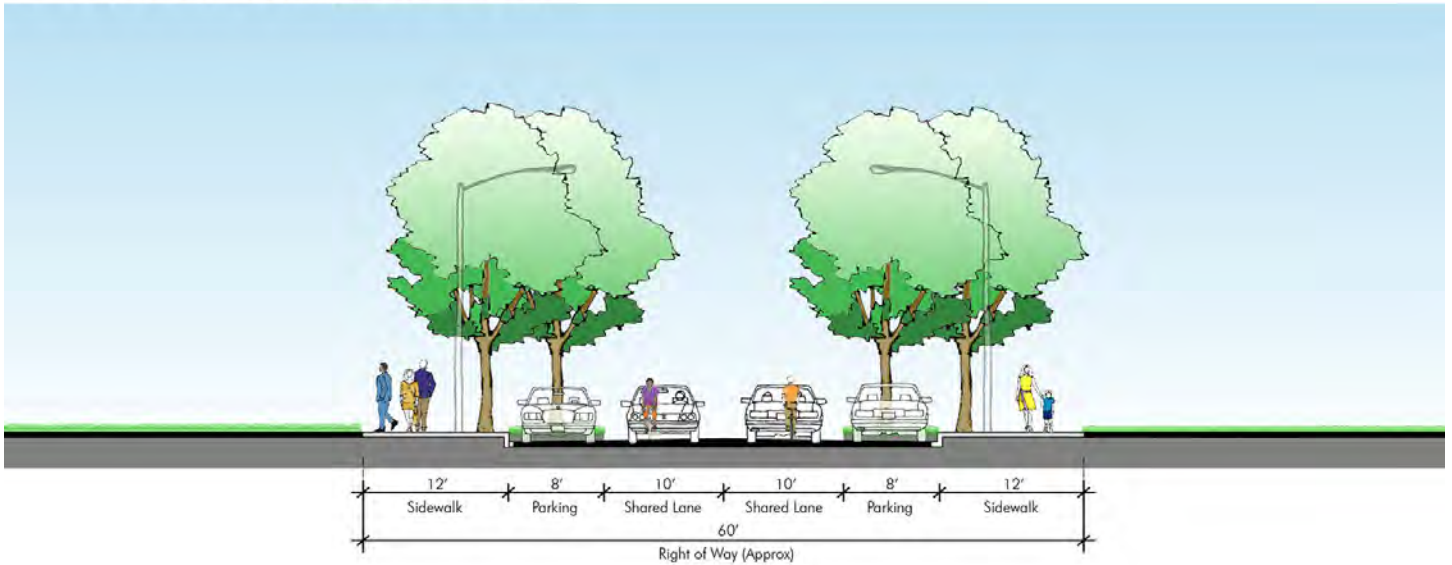 12' 8' 10' 10' 8' 12'
Sidewalk Parking Shared Lane Shared Lane Parking Sidewalk
60'
Right of Way (Approx)